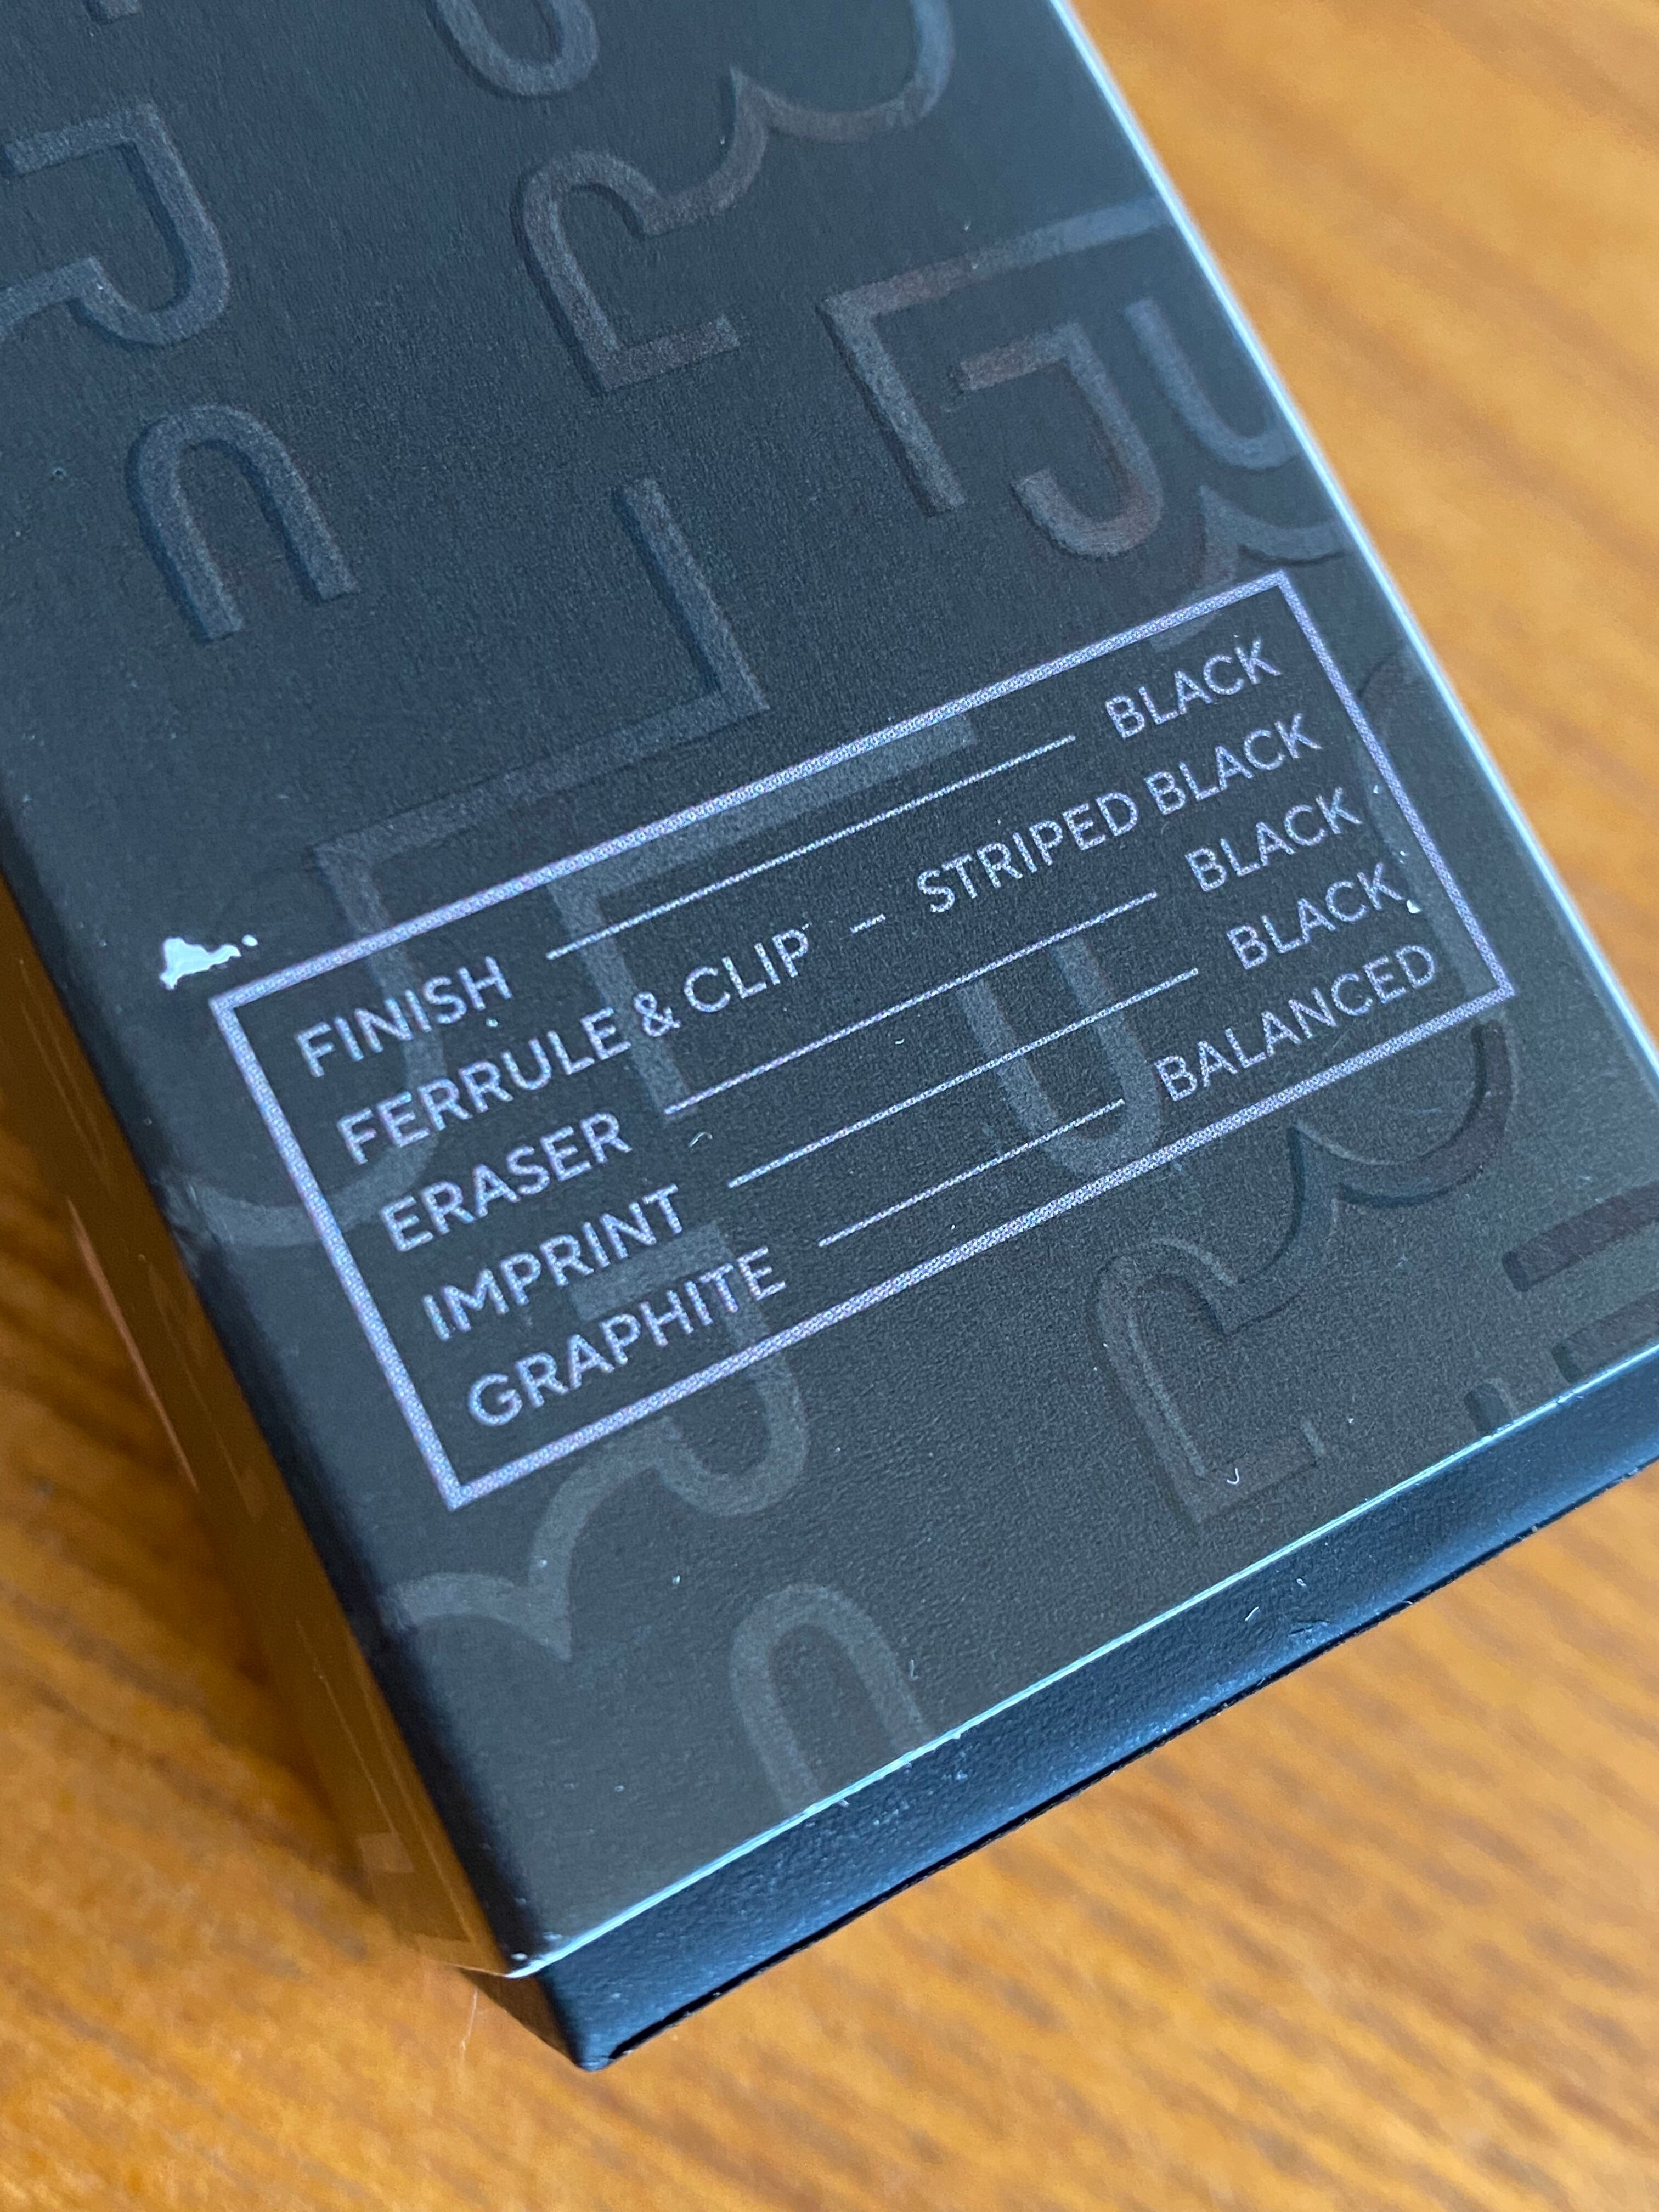 FINISH — BLACK
FERRULE & CLIP — STRIPED BLACK
ERASER — BLACK
IMPRINT — BLACK
GRAPHITE — BALANCED